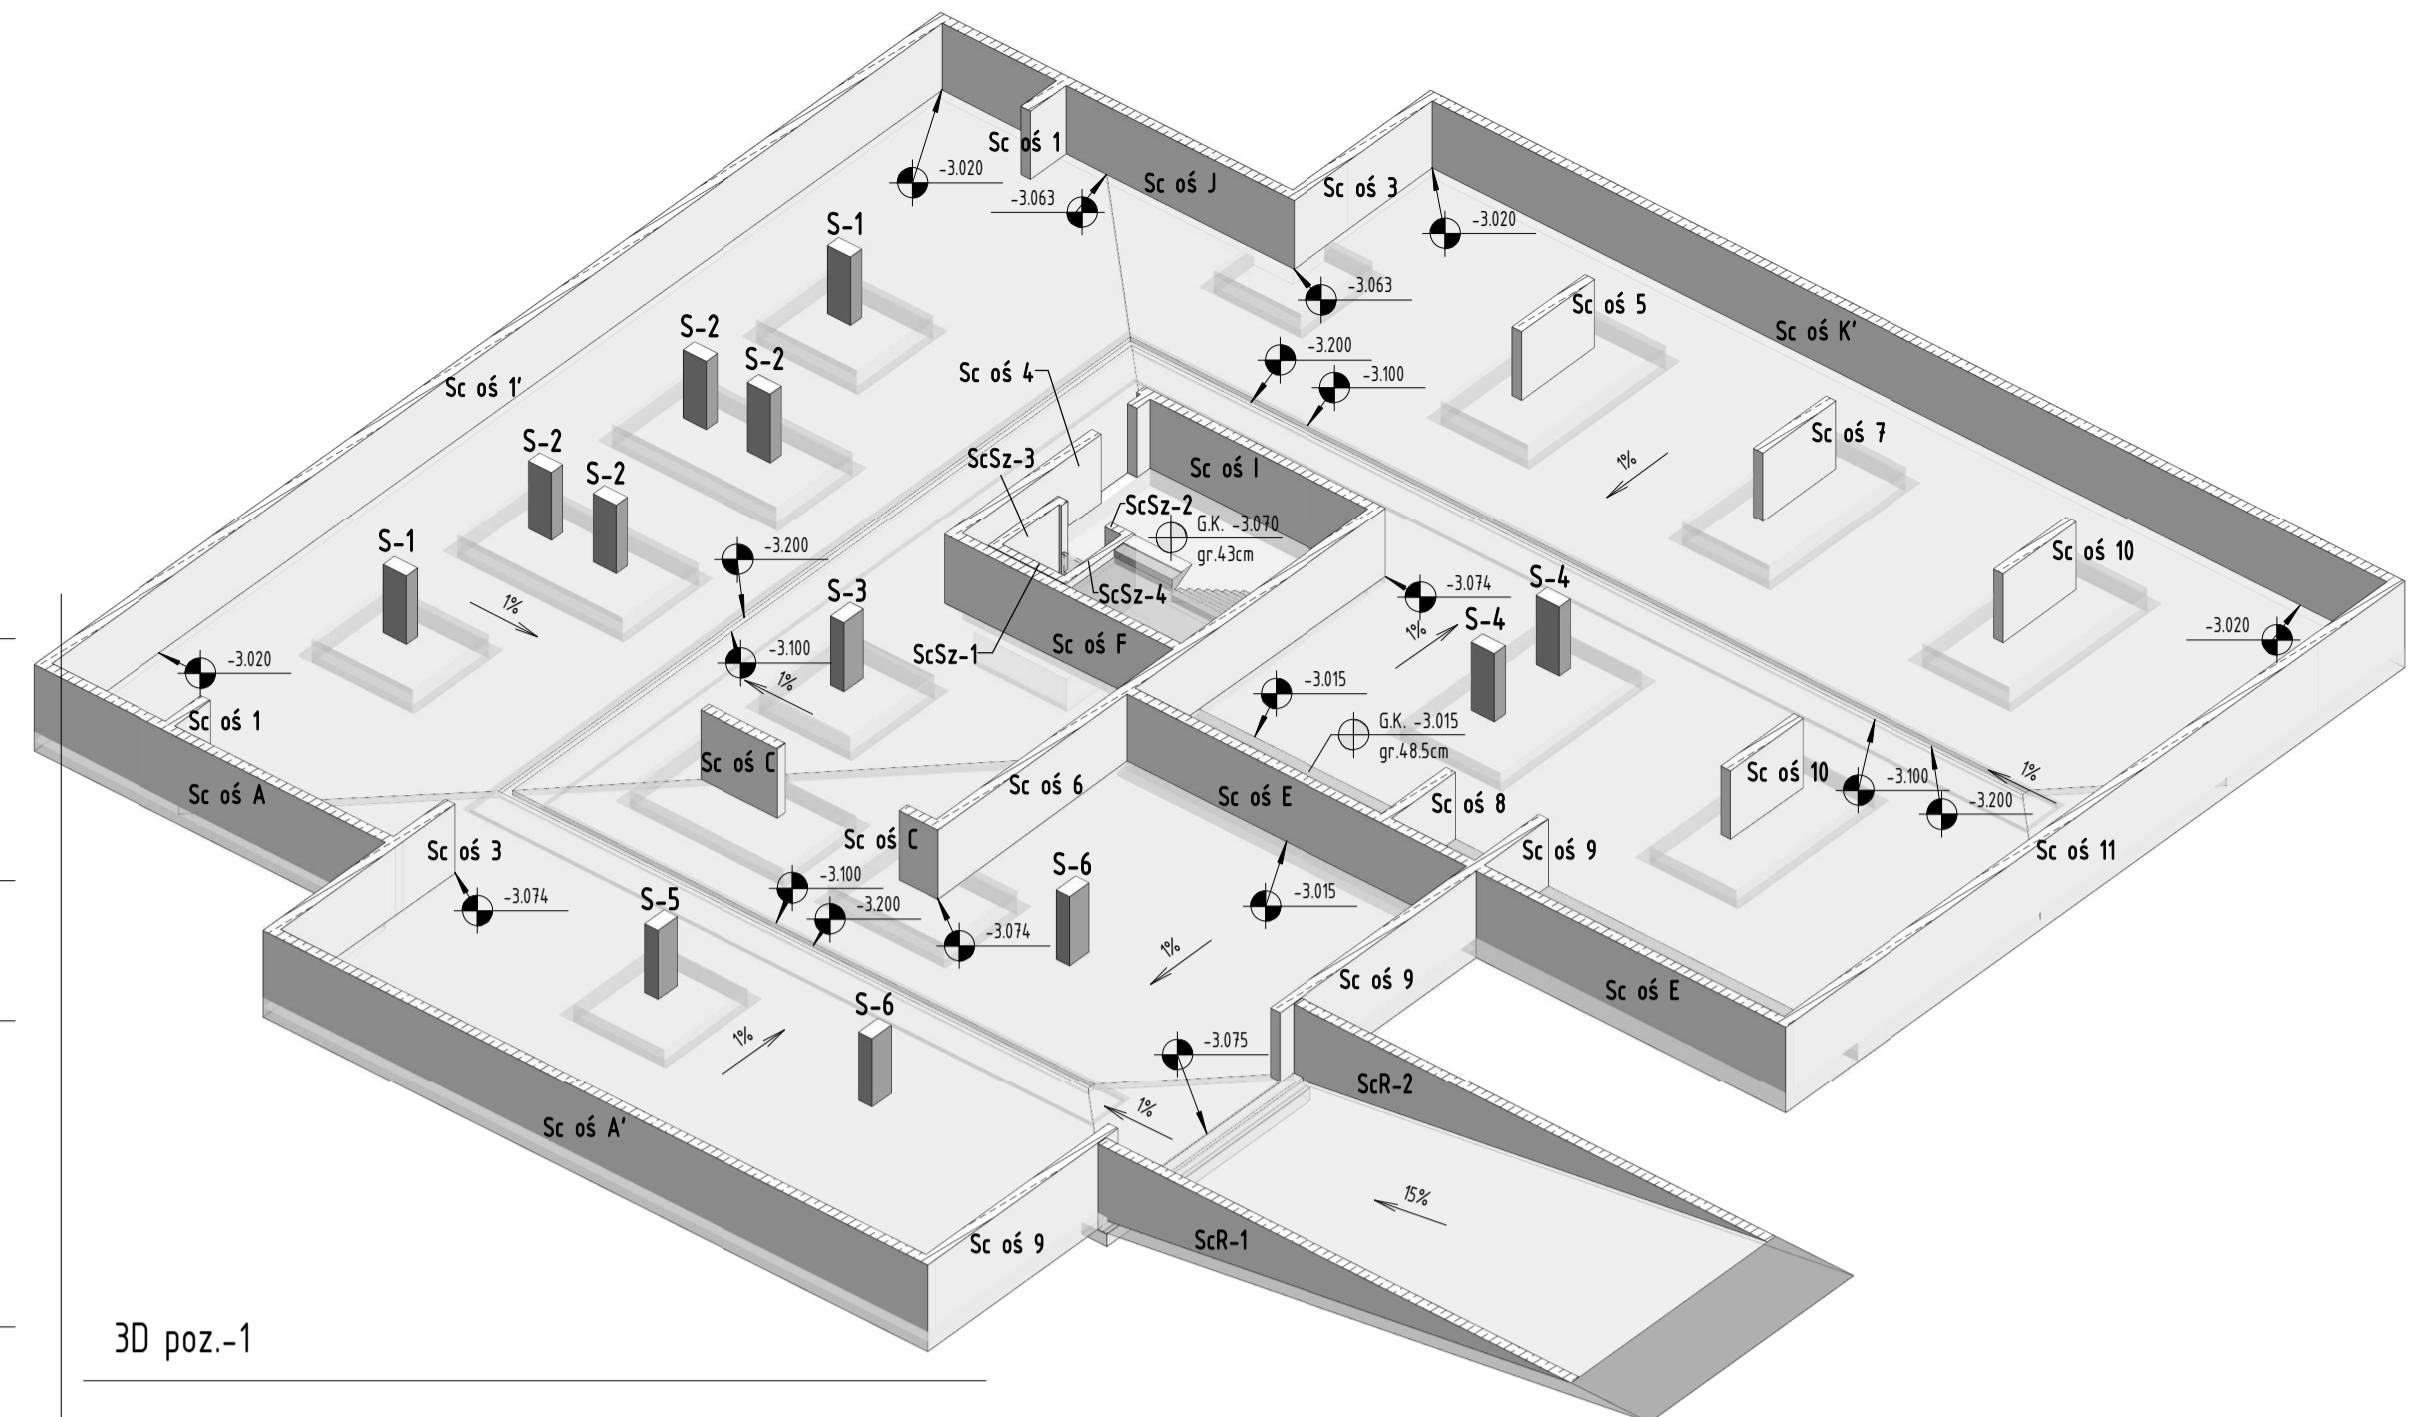 Sc oś 1
-3.020
Sc oś J
Sc oś 3
-3.063
-3.020
S-1
-3.063
Sc oś 5
Sc oś K'
S-2
-3.200
S-2
-3.100
Sc oś 4
Sc oś 1'
Sc oś 7
S-2
ScSz-3
Sc oś I
1%
S-2
ScSz-2
G.K. -3.070
gr.43cm
S-1
-3.200
Sc oś 10
1%
S-3
ScSz-4
-3.074
S-4
S-4
1%
-3.020
Sc oś F
ScSz-1
-3.100
-3.020
1%
-3.015
Sc oś 1
G.K. -3.015
gr.48.5cm
Sc oś C
Sc oś 6
Sc oś 10
-3.100
1%
Sc oś A
Sc oś E
Sc oś 8
-3.200
Sc oś C
Sc oś 3
Sc oś 9
Sc oś 11
-3.100
S-6
-3.200
-3.015
S-5
-3.074
-3.074
1%
Sc oś 9
Sc oś E
S-6
1%
-3.075
ScR-2
1%
Sc oś A'
15%
Sc oś 9
ScR-1
3D poz.-1